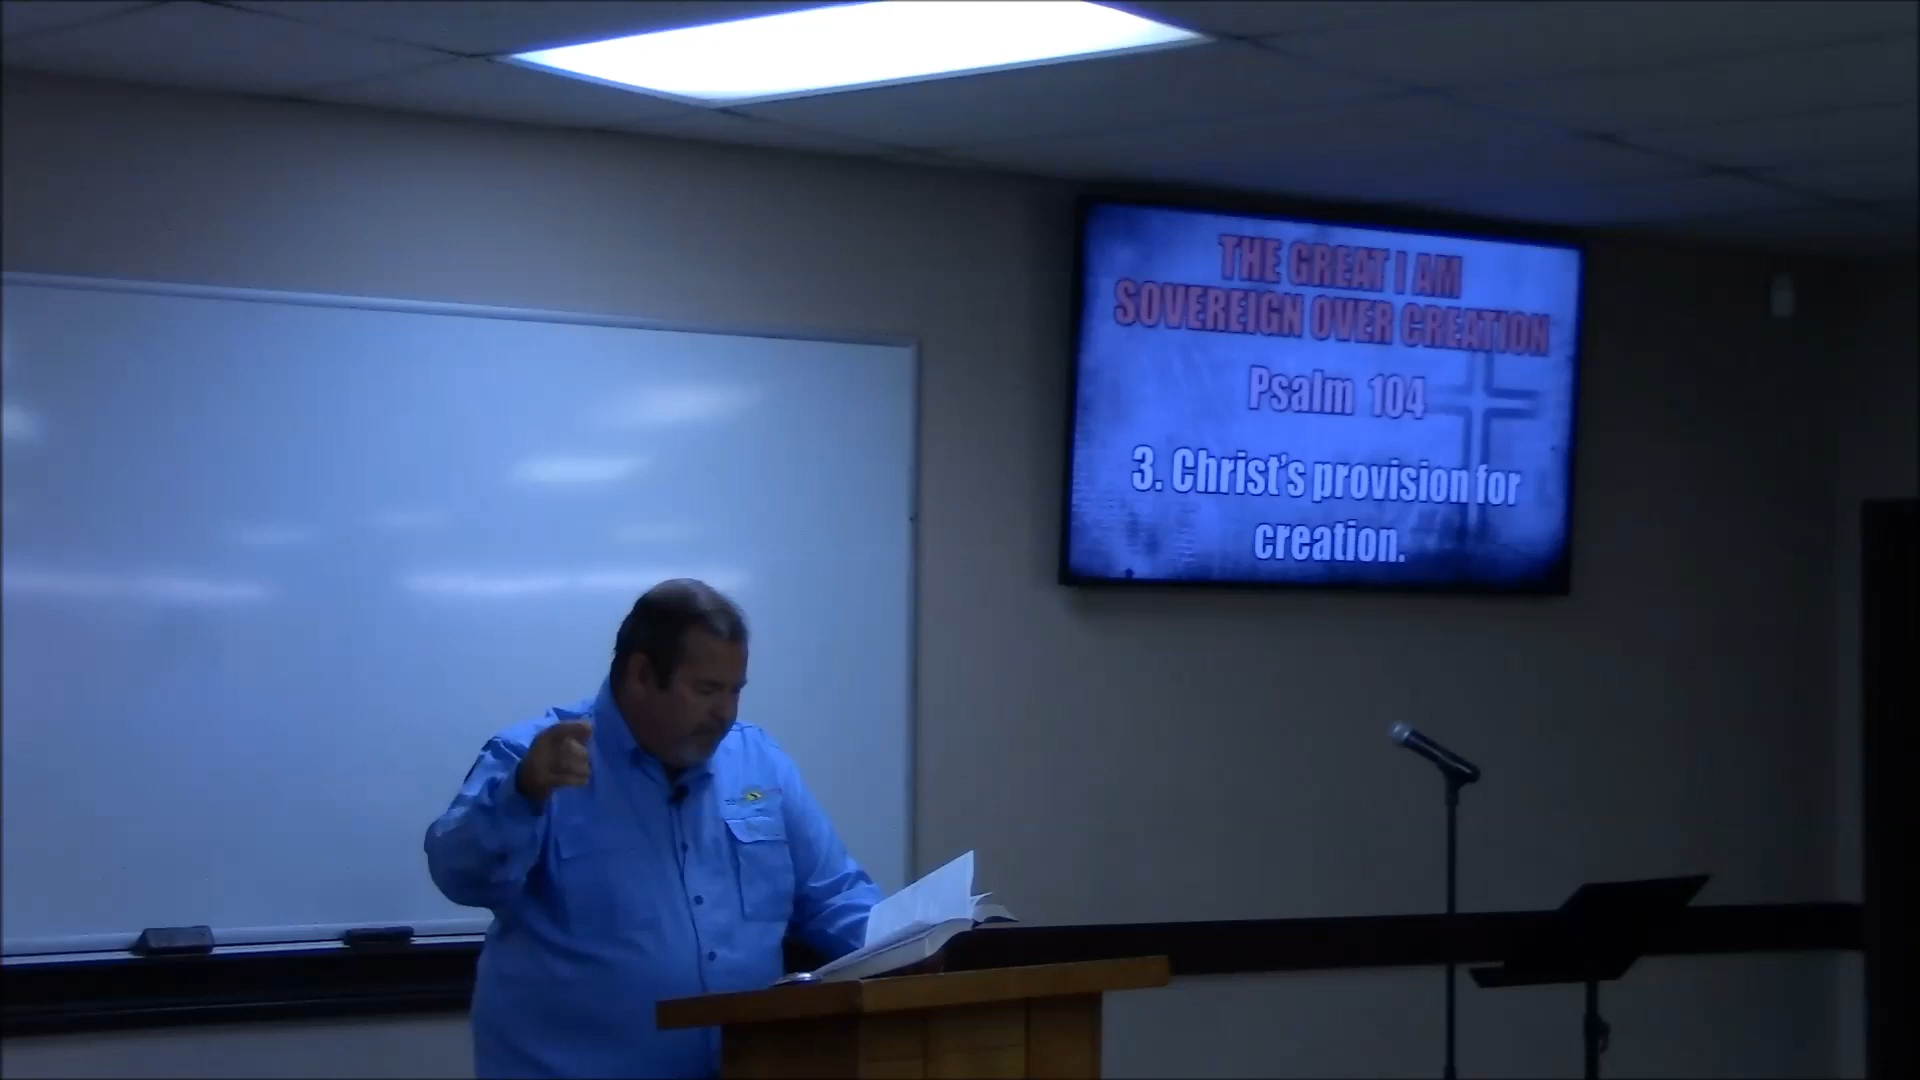 THE GREAT I AM
SOVEREIGN OVER CREATION
Psalm 104
3. Christ's provision for
creation.